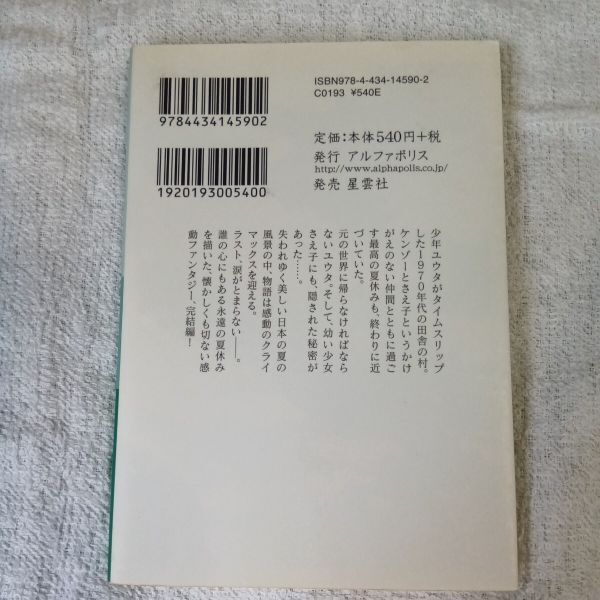 ISBN978-4-434-14590-2
C0193 ¥540E
9784434145902
1920193005400
定価:本体540円+税
発行 アルファポリス
http://www.alphapolis.co.jp/
発売 星雲社
少年ユウタがタイムスリップ
した1970年代の田舎の村。
ケンゾーとさえ子というかけ
がえのない仲間とともに過ご
す最高の夏休みも、終わりに近
づいていた。
元の世界に帰らなければなら
ないユウタ。そして、幼い少女
さえ子にも、隠された秘密が
あった……。
失われゆく美しい日本の夏の
風景の中、物語は感動のクライ
マックスを迎える。
ラスト、涙がとまらない――。
誰の心にもある永遠の夏休み
を描いた、懐かしくも切ない感
動ファンタジー、完結編!